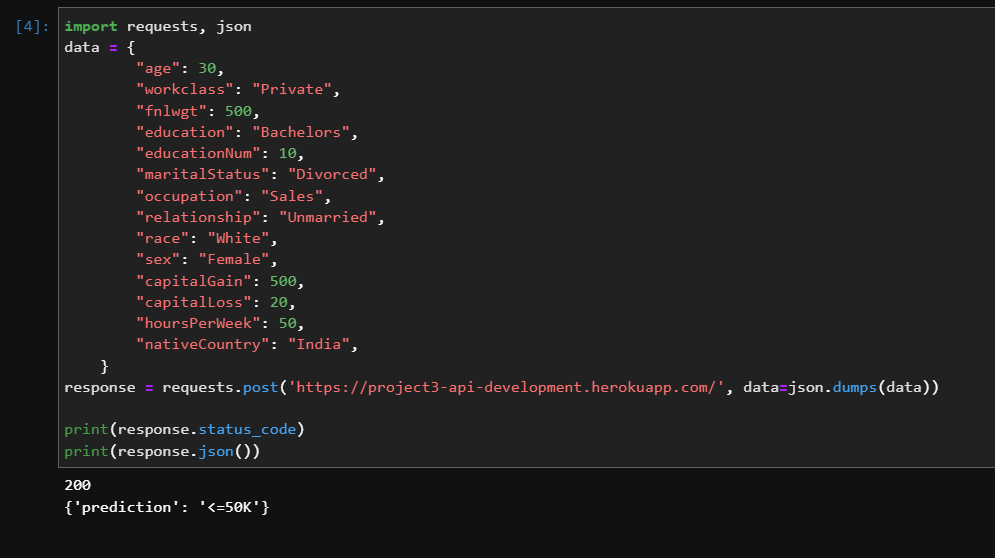 [4]: import requests, json
data = {
        "age": 30,
        "workclass": "Private",
        "fnlwgt": 500,
        "education": "Bachelors",
        "educationNum": 10,
        "maritalStatus": "Divorced",
        "occupation": "Sales",
        "relationship": "Unmarried",
        "race": "White",
        "sex": "Female",
        "capitalGain": 500,
        "capitalLoss": 20,
        "hoursPerWeek": 50,
        "nativeCountry": "India",
    }
response = requests.post('https://project3-api-development.herokuapp.com/', data=json.dumps(data))

print(response.status_code)
print(response.json())
200
{'prediction': '<=50K'}